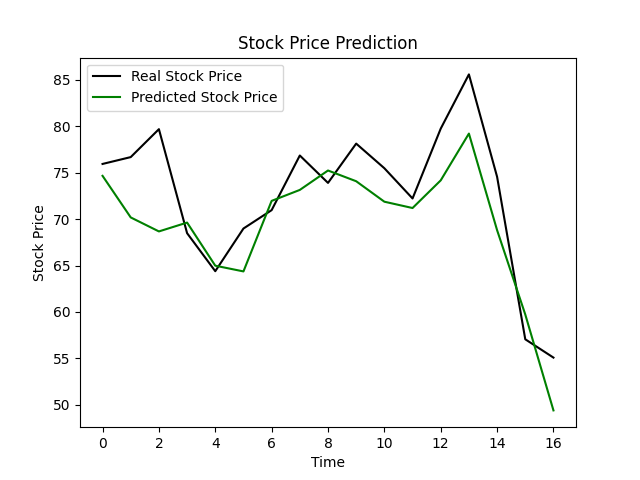 Stock Price Prediction
Real Stock Price
Predicted Stock Price
Stock Price
85
80
75
70
65
60
55
50
0 2 4 6 8 10 12 14 16
Time